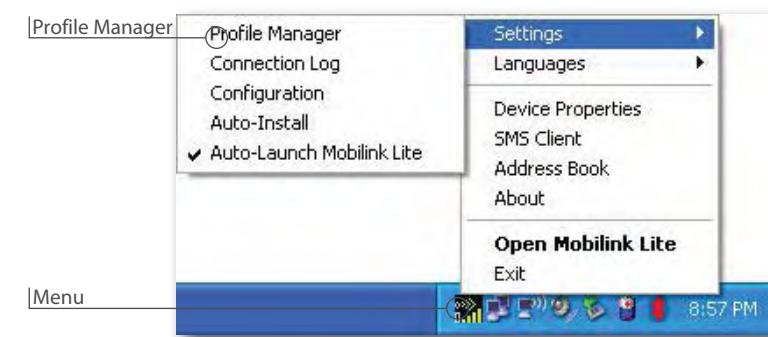 Profile Manager
Profile Manager
Connection Log
Configuration
Auto-Install
Auto-Launch Mobilink Lite
Settings
Languages
Device Properties
SMS Client
Address Book
About
Open Mobilink Lite
Exit
Menu
8:57 PM